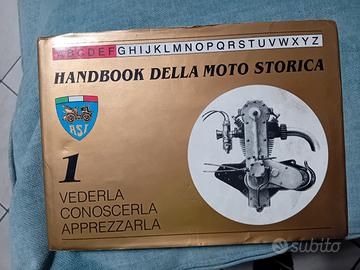 ABCDEFGHIJKLMNOPQRSTUVWXYZ
HANDBOOK DELLA MOTO STORICA
ASI
1
VEDERLA
CONOSCERLA
APPREZZARLA
subito